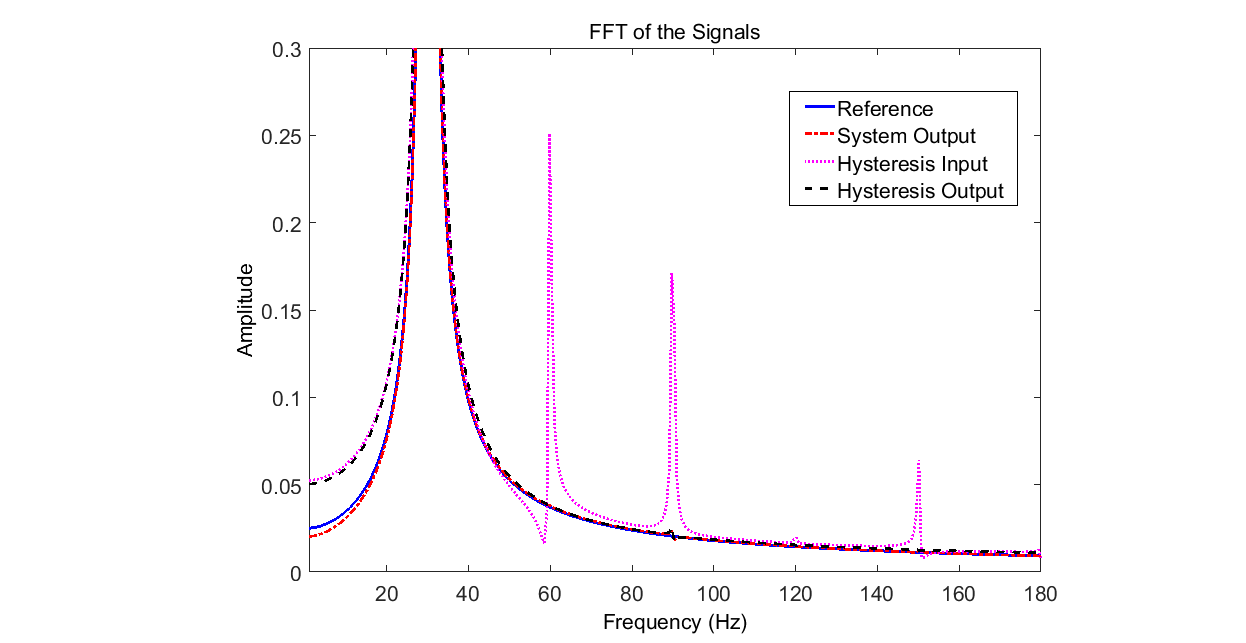 FFT of the Signals
0.3
0.25
0.2
0.15
0.1
0.05
0
Amplitude
Reference
System Output
Hysteresis Input
Hysteresis Output
20 40 60 80 100 120 140 160 180
Frequency (Hz)